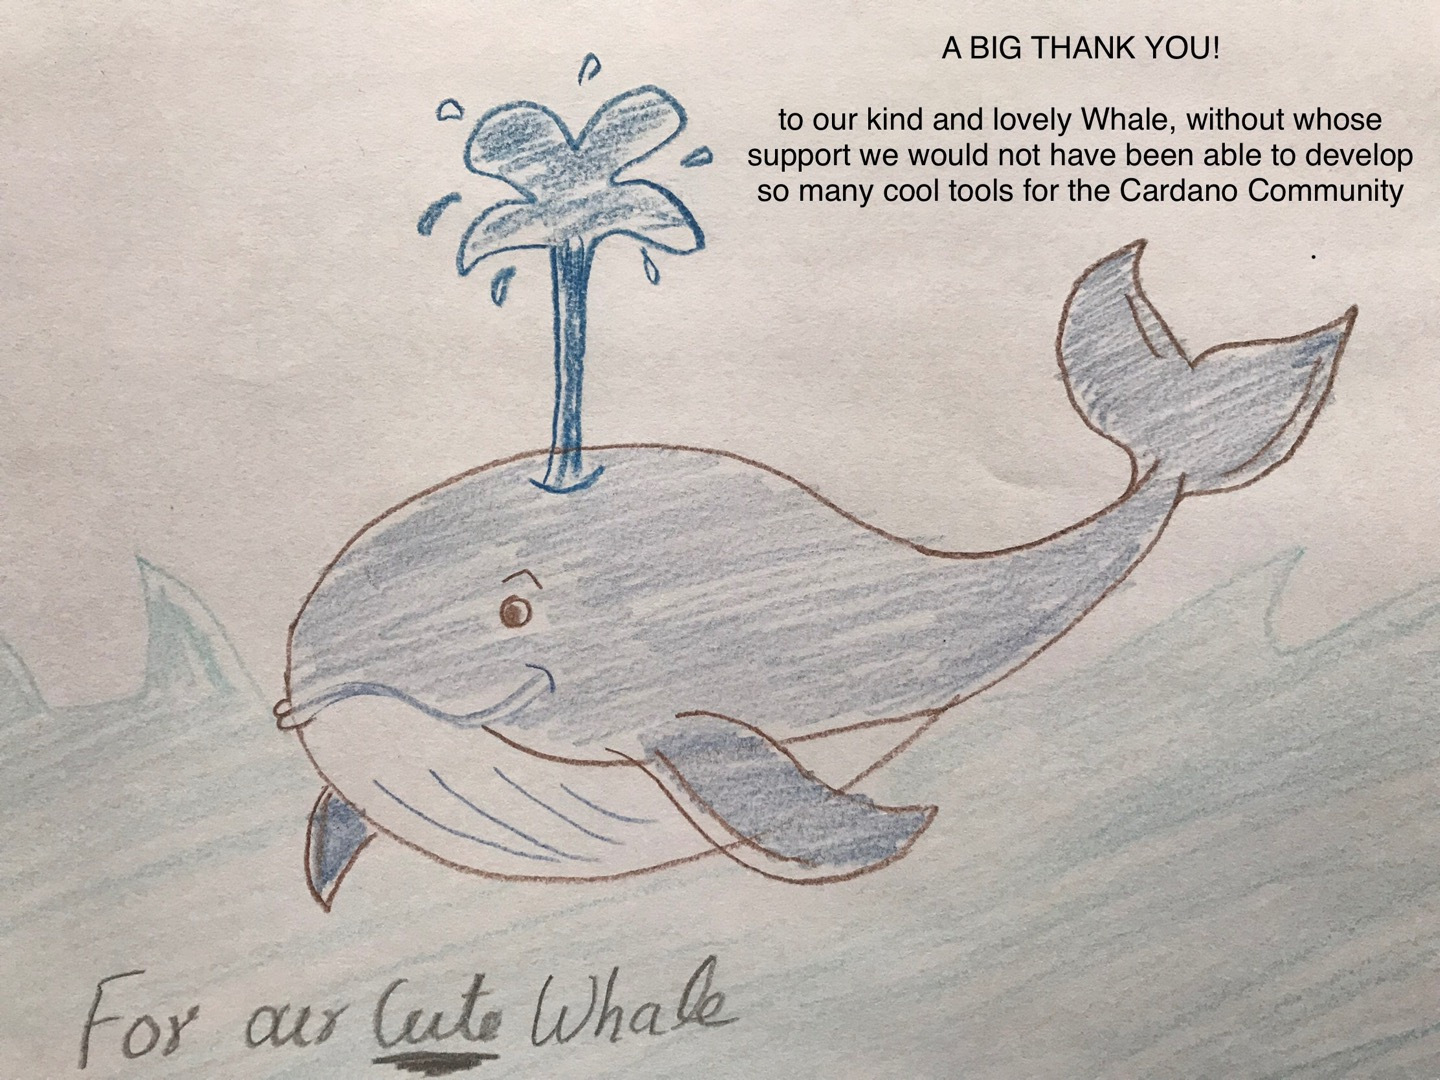 A BIG THANK YOU!
to our kind and lovely Whale, without whose
support we would not have been able to develop
so many cool tools for the Cardano Community
.
For our Cute Whale